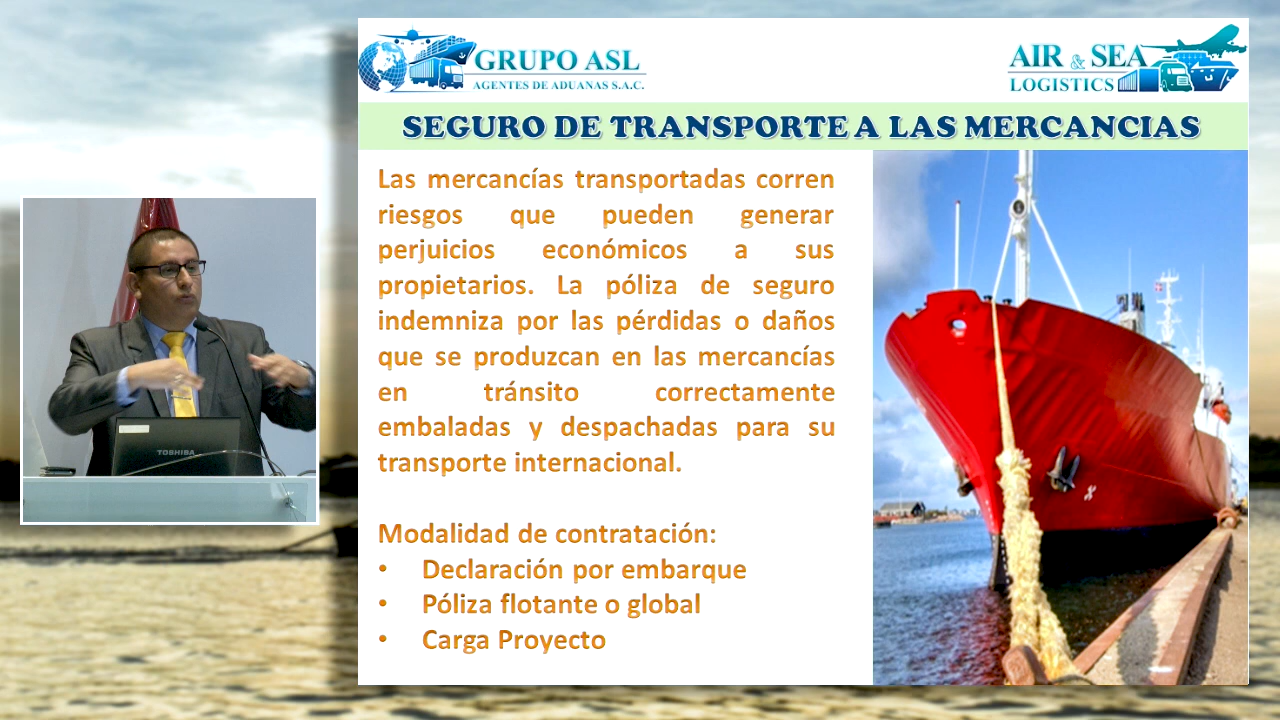 GRUPO ASL
AGENTES DE ADUANAS S.A.C.
AIR & SEA
LOGISTICS
SEGURO DE TRANSPORTE A LAS MERCANCIAS
Las mercancías transportadas corren
riesgos que pueden generar
perjuicios económicos a sus
propietarios. La póliza de seguro
indemniza por las pérdidas o daños
que se produzcan en las mercancías
en tránsito correctamente
embaladas y despachadas para su
transporte internacional.
Modalidad de contratación:
• Declaración por embarque
• Póliza flotante o global
• Carga Proyecto
TOSHIBA